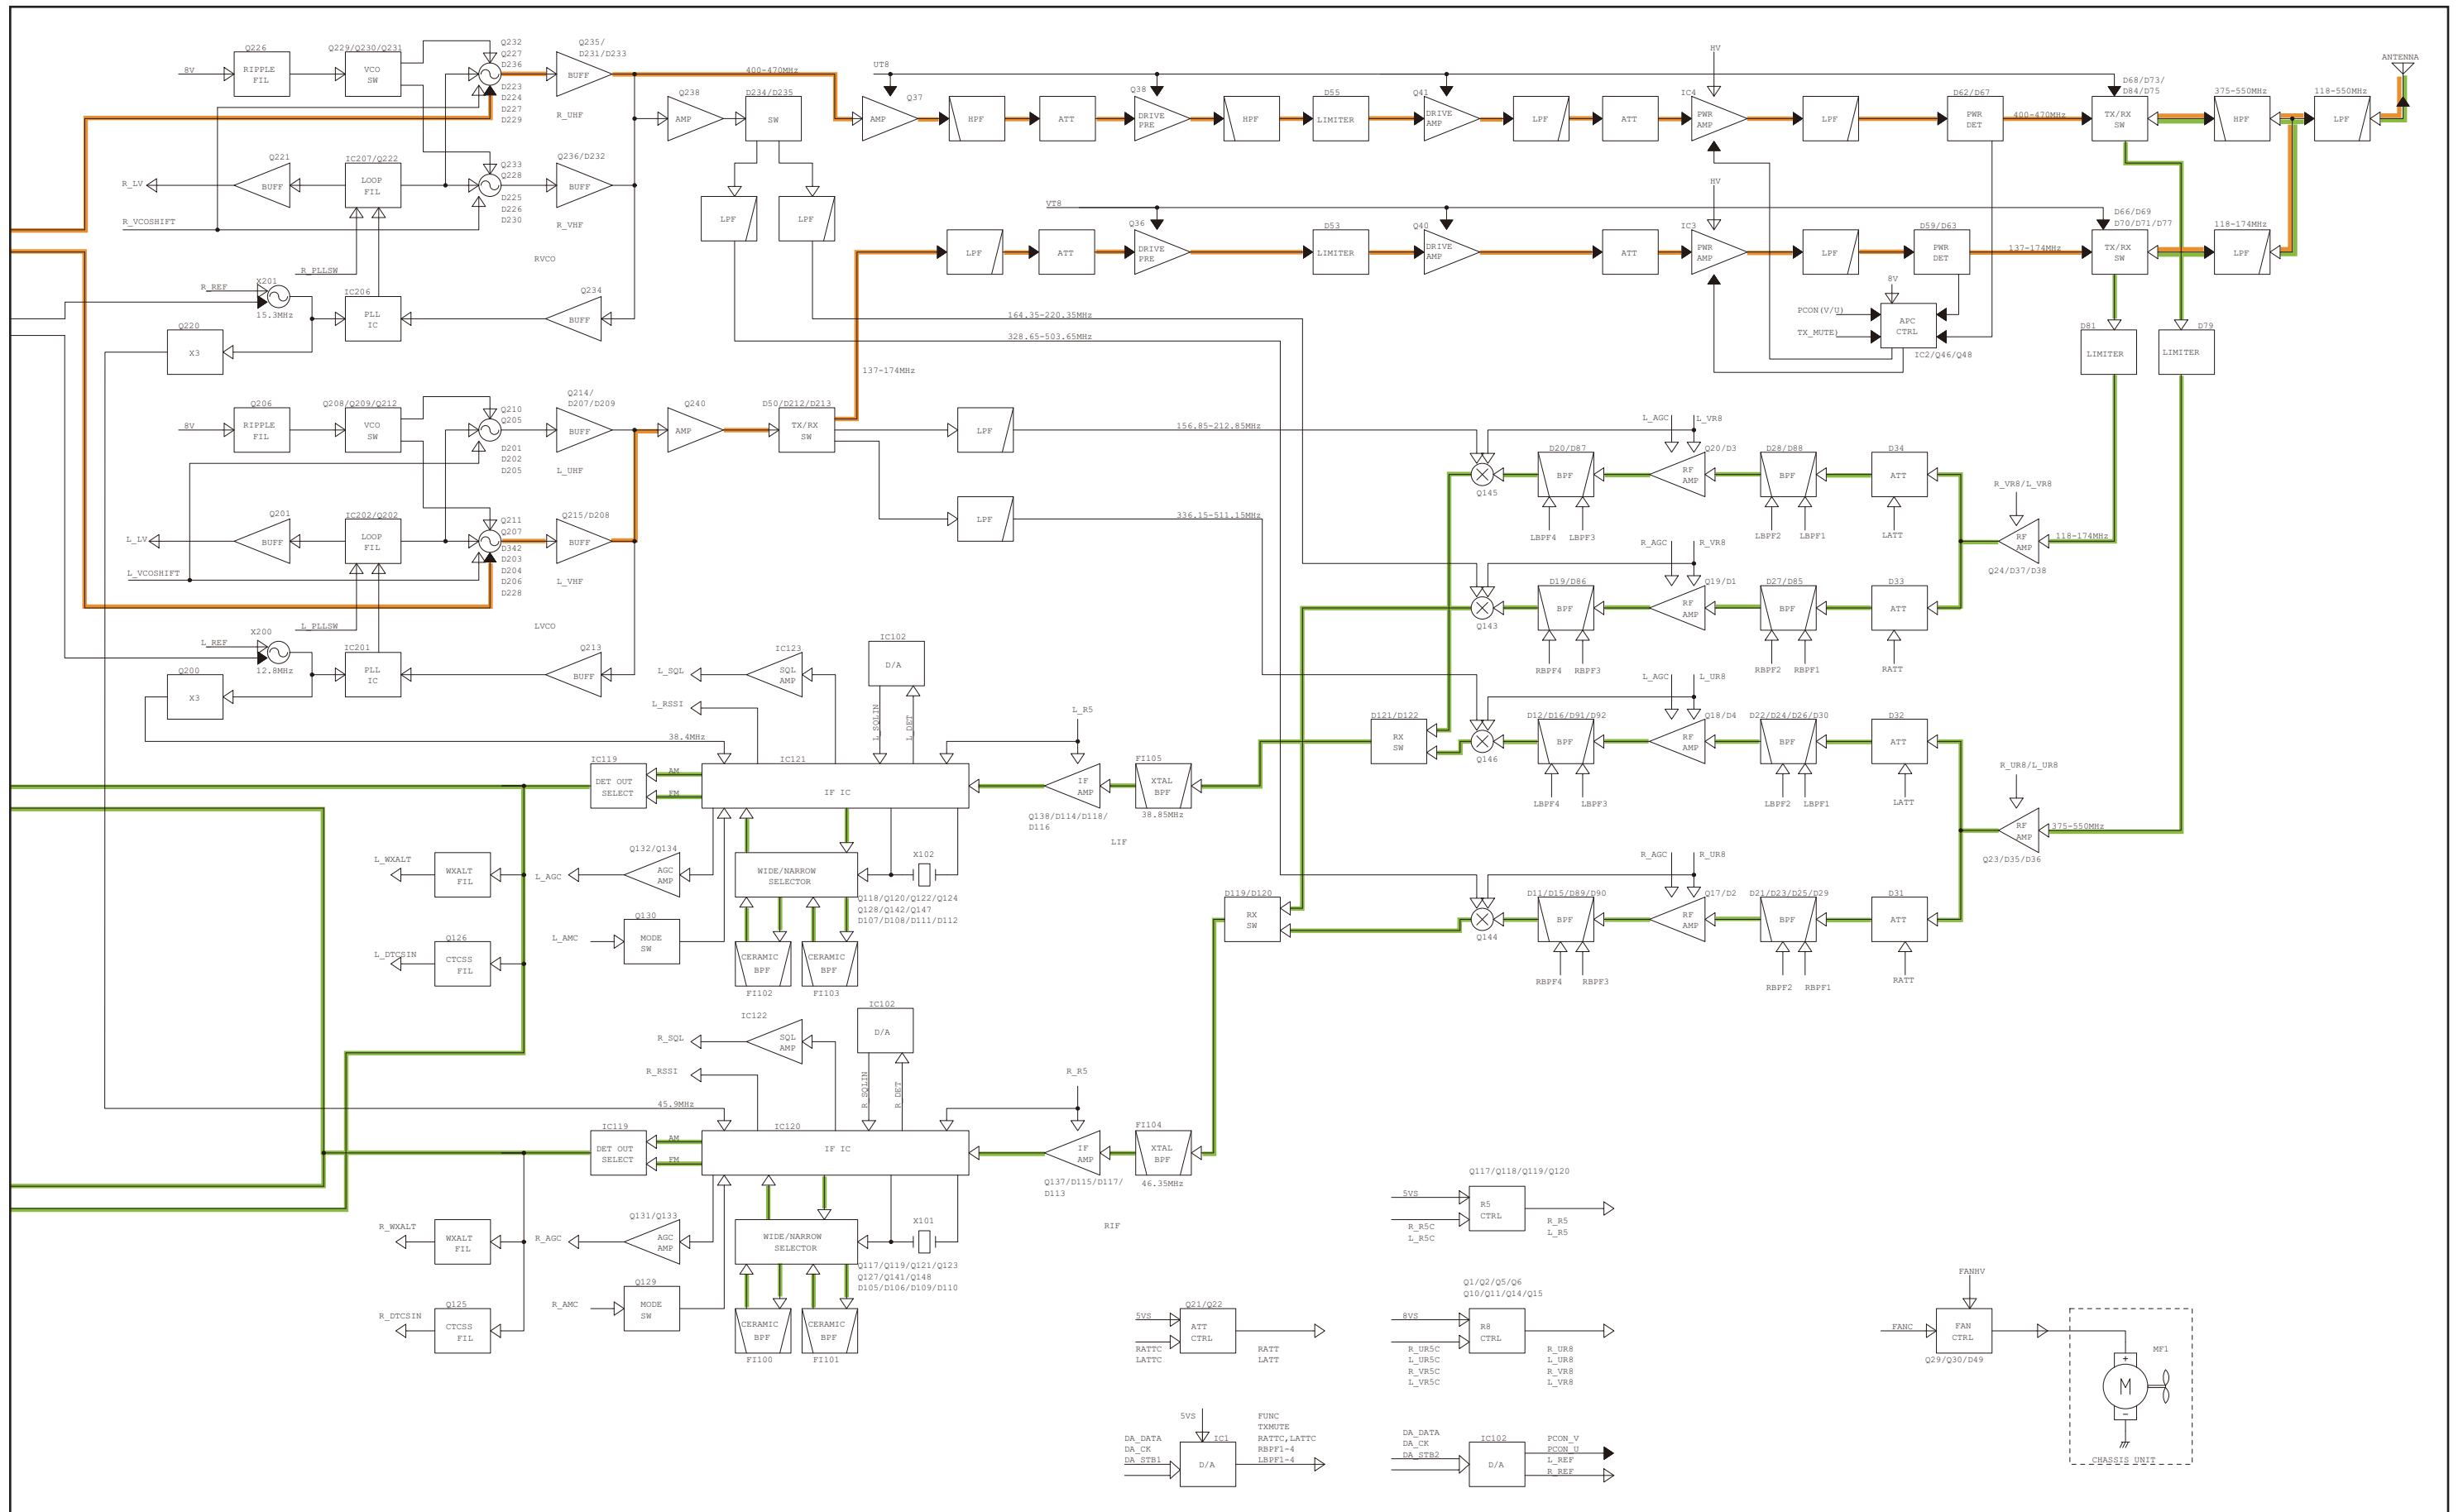 Q226
8V
RIPPLE
FIL
Q229/Q230/Q231
VCO
SW
Q232
Q227
D236
D223
D224
D227
D229
Q235/
D231/D233
BUFF
R_UHF
400-470MHz
Q238
AMP
D234/D235
SW
UT8
Q37
AMP
HPF
ATT
Q38
DRIVE
PRE
HPF
D55
LIMITER
Q41
DRIVE
AMP
LPF
ATT
HV
IC4
PWR
AMP
LPF
D62/D67
PWR
DET
400-470MHz
D68/D73/
D84/D75
TX/RX
SW
375-550MHz
HPF
118-550MHz
LPF
ANTENNA
R_LV
Q221
BUFF
IC207/Q222
LOOP
FIL
Q233
Q228
D225
D226
D230
Q236/D232
BUFF
R_VHF
R_VCOSHIFT
LPF
LPF
VT8
LPF
ATT
Q36
DRIVE
PRE
D53
LIMITER
Q40
DRIVE
AMP
ATT
HV
IC3
PWR
AMP
LPF
D59/D63
PWR
DET
137-174MHz
D66/D69
D70/D71/D77
TX/RX
SW
118-174MHz
LPF
RVCO
R_PLLSW
X201
R_REF
15.3MHz
IC206
PLL
IC
Q234
BUFF
Q220
X3
164.35-220.35MHz
328.65-503.65MHz
8V
PCON(V/U)
TX_MUTE)
APC
CTRL
IC2/Q46/Q48
D81
LIMITER
D79
LIMITER
137-174MHz
Q206
8V
RIPPLE
FIL
Q208/Q209/Q212
VCO
SW
Q210
Q205
D201
D202
D205
Q214/
D207/D209
BUFF
L_UHF
Q240
AMP
D50/D212/D213
TX/RX
SW
LPF
156.85-212.85MHz
L_AGC
L_VR8
Q145
D20/D87
BPF
Q20/D3
RF
AMP
D28/D88
BPF
D34
ATT
LBPF4
LBPF3
LBPF2
LBPF1
LATT
R_VR8/L_VR8
RF
AMP
118-174MHz
Q24/D37/D38
Q201
L_LV
BUFF
IC202/Q202
LOOP
FIL
Q211
Q207
D342
D203
D204
D206
D228
Q215/D208
BUFF
L_VHF
L_VCOSHIFT
LPF
336.15-511.15MHz
R_AGC
R_VR8
Q143
D19/D86
BPF
Q19/D1
RF
AMP
D27/D85
BPF
D33
ATT
RBPF4
RBPF3
RBPF2
RBPF1
RATT
LVCO
L_PLLSW
X200
L_REF
12.8MHz
IC201
PLL
IC
Q213
BUFF
Q200
X3
L_SQL
IC123
SQL
AMP
IC102
D/A
L_RSSI
L_SQLIN
L_DET
38.4MHz
L_R5
D121/D122
RX
SW
L_AGC
L_UR8
Q146
D12/D16/D91/D92
BPF
Q18/D4
RF
AMP
D22/D24/D26/D30
BPF
D32
ATT
LBPF4
LBPF3
LBPF2
LBPF1
LATT
R_UR8/L_UR8
RF
AMP
375-550MHz
Q23/D35/D36
IC119
DET OUT
SELECT
AM
FM
IC121
IF IC
IF
AMP
Q138/D114/D118/
D116
FI105
XTAL
BPF
38.85MHz
LIF
L_WXALT
WXALT
FIL
L_AGC
Q132/Q134
AGC
AMP
WIDE/NARROW
SELECTOR
X102
Q118/Q120/Q122/Q124
Q128/Q142/Q147
D107/D108/D111/D112
L_AMC
Q130
MODE
SW
L_DTCSIN
Q126
CTCSS
FIL
CERAMIC
BPF
FI102
CERAMIC
BPF
FI103
D119/D120
RX
SW
R_AGC
R_UR8
Q144
D11/D15/D89/D90
BPF
Q17/D2
RF
AMP
D21/D23/D25/D29
BPF
D31
ATT
RBPF4
RBPF3
RBPF2
RBPF1
RATT
R_SQL
IC122
SQL
AMP
IC102
D/A
R_RSSI
R_SQLIN
R_DET
45.9MHz
R_R5
IC119
DET OUT
SELECT
AM
FM
IC120
IF IC
IF
AMP
Q137/D115/D117/
D113
FI104
XTAL
BPF
46.35MHz
RIF
R_WXALT
WXALT
FIL
R_AGC
Q131/Q133
AGC
AMP
WIDE/NARROW
SELECTOR
X101
Q117/Q119/Q121/Q123
Q127/Q141/Q148
D105/D106/D109/D110
R_AMC
Q129
MODE
SW
R_DTCSIN
Q125
CTCSS
FIL
CERAMIC
BPF
FI100
CERAMIC
BPF
FI101
Q117/Q118/Q119/Q120
5VS
R5
CTRL
R_R5C
L_R5C
R_R5
L_R5
Q21/Q22
5VS
ATT
CTRL
RATTC
LATTC
RATT
LATT
Q1/Q2/Q5/Q6
Q10/Q11/Q14/Q15
8VS
R8
CTRL
R_UR5C
L_UR5C
R_VR5C
L_VR5C
R_UR8
L_UR8
R_VR8
L_VR8
FANHV
FANC
FAN
CTRL
Q29/Q30/D49
MF1
+
M
−
CHASSIS UNIT
5VS
DA_DATA
DA_CK
DA_STB1
IC1
D/A
FUNC
TXMUTE
RATTC,LATTC
RBPF1-4
LBPF1-4
DA_DATA
DA_CK
DA_STB2
IC102
D/A
PCON_V
PCON_U
L_REF
R_REF